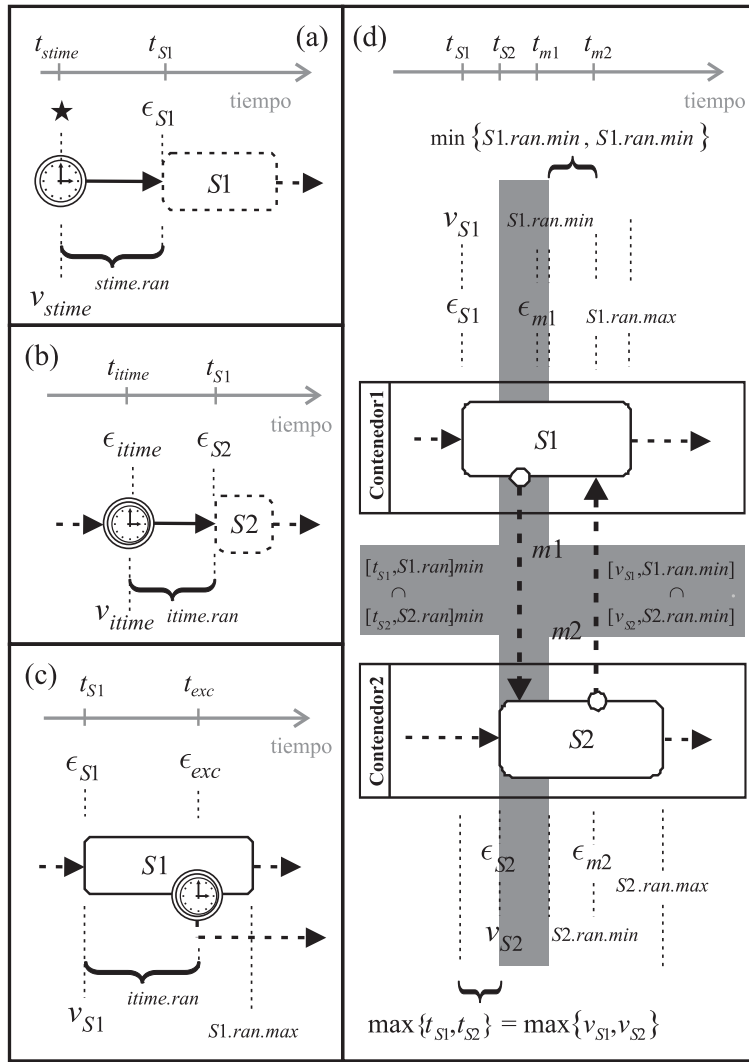 (a)
t_stime t_S1
tiempo
★ ϵ_S1
S1
stime.ran
v_stime
(b)
t_itime t_S1
tiempo
ϵ_itime ϵ_S2
S2
itime.ran
v_itime
(c)
t_S1 t_exc
tiempo
ϵ_S1 ϵ_exc
S1
itime.ran
v_S1 S1.ran.max
(d)
t_S1 t_S2 t_m1 t_m2
tiempo
min {S1.ran.min , S1.ran.min}
v_S1 S1.ran.min
ϵ_S1 ϵ_m1 S1.ran.max
Contenedor1
S1
m1
[t_S1,S1.ran]min [v_S1,S1.ran.min]
∩ ∩
[t_S2,S2.ran]min [v_S2,S2.ran.min]
m2
Contenedor2
S2
ϵ_S2 ϵ_m2
S2.ran.max
v_S2 S2.ran.min
max{t_S1,t_S2} = max{v_S1,v_S2}